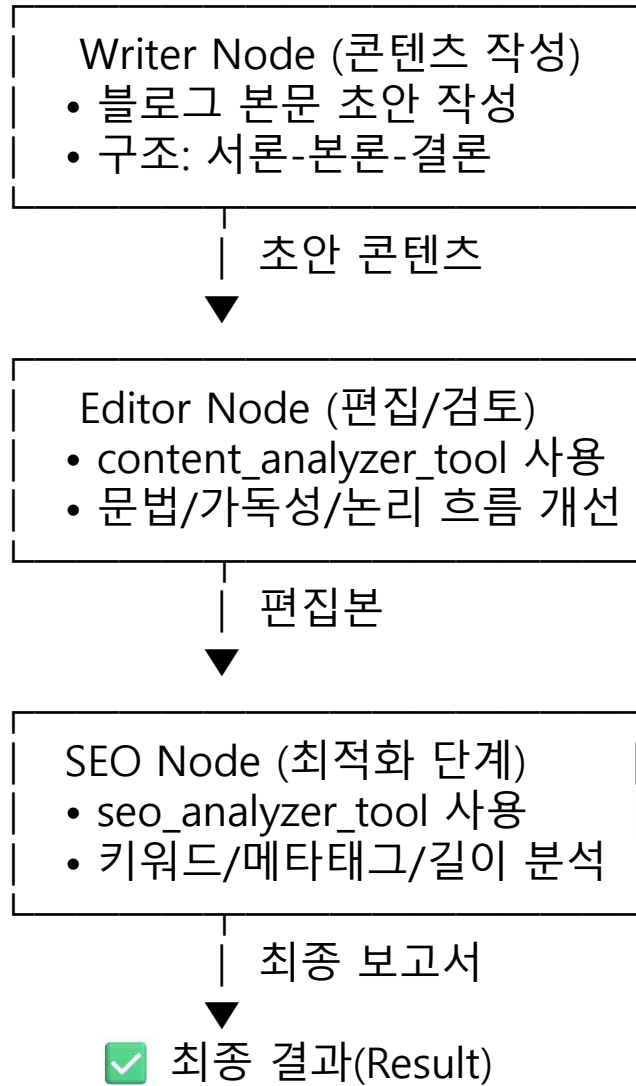 Writer Node (콘텐츠 작성)
• 블로그 본문 초안 작성
• 구조: 서론-본론-결론
초안 콘텐츠
▼
Editor Node (편집/검토)
• content_analyzer_tool 사용
• 문법/가독성/논리 흐름 개선
편집본
▼
SEO Node (최적화 단계)
• seo_analyzer_tool 사용
• 키워드/메타태그/길이 분석
최종 보고서
▼
✅ 최종 결과(Result)